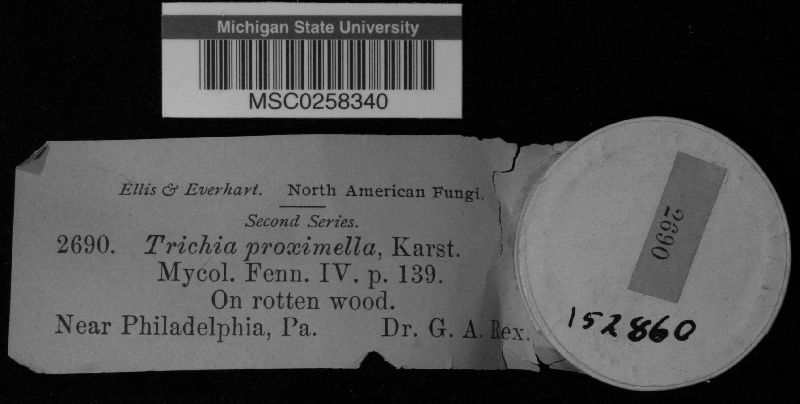 Michigan State University
MSC0258340
Ellis & Everhart. North American Fungi.
Second Series.
2690. Trichia proximella, Karst.
Mycol. Fenn. IV. p. 139.
On rotten wood.
Near Philadelphia, Pa. Dr. G. A. Rex.
2690
152860